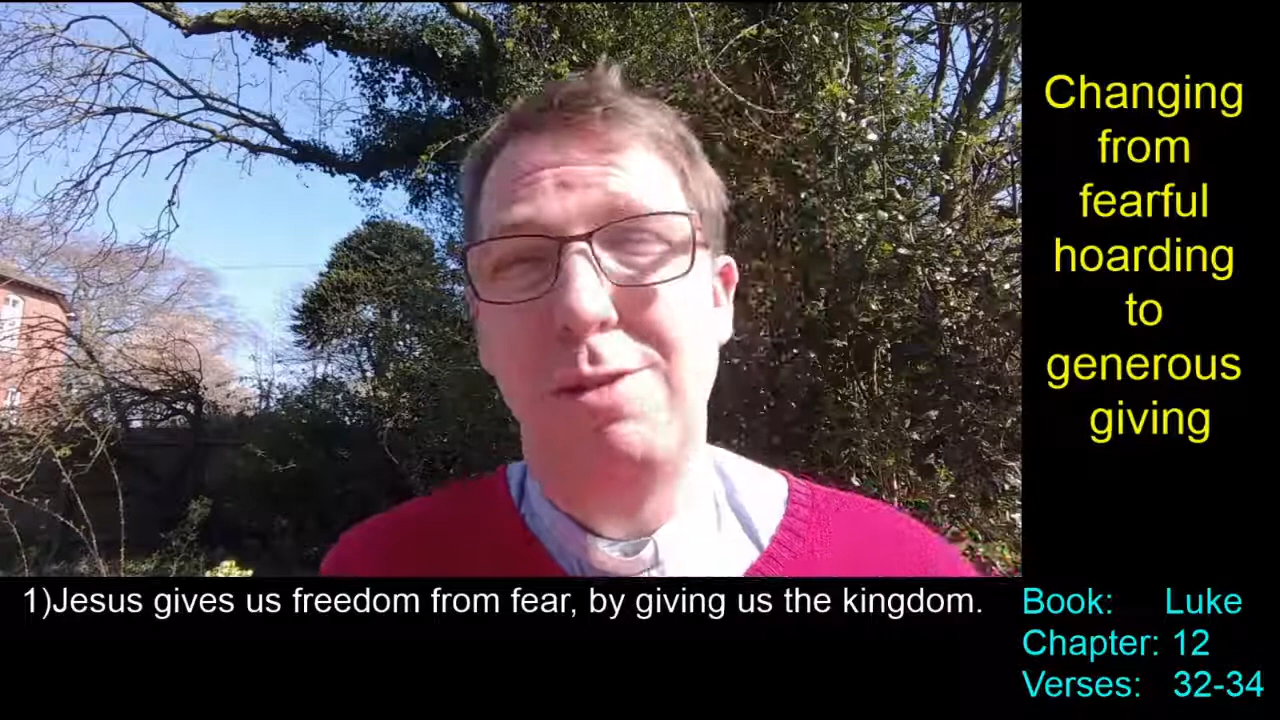 Changing
from
fearful
hoarding
to
generous
giving
1)Jesus gives us freedom from fear, by giving us the kingdom.
Book: Luke
Chapter: 12
Verses: 32-34